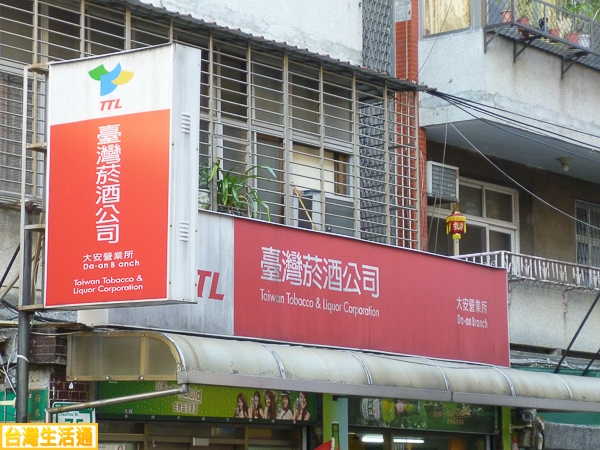 TTL
臺灣菸酒公司
大安營業所
Da-an Branch
Taiwan Tobacco &
Liquor Corporation
TTL
臺灣菸酒公司
Taiwan Tobacco & Liquor Corporation
大安營業所
Da-an Branch
台灣生活通